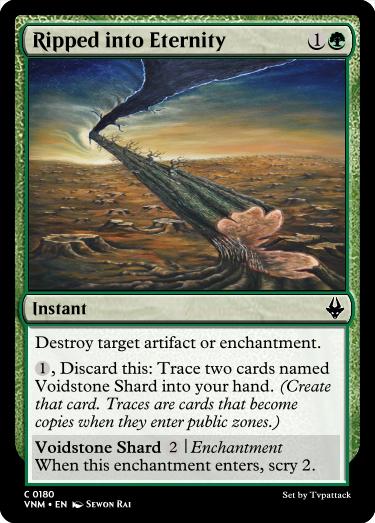 Ripped into Eternity 1
Instant
Destroy target artifact or enchantment.
1, Discard this: Trace two cards named
Voidstone Shard into your hand. (Create
that card. Traces are cards that become
copies when they enter public zones.)
Voidstone Shard 2 | Enchantment
When this enchantment enters, scry 2.
C 0180
VNM • EN Sewon Rai Set by Tvpattack